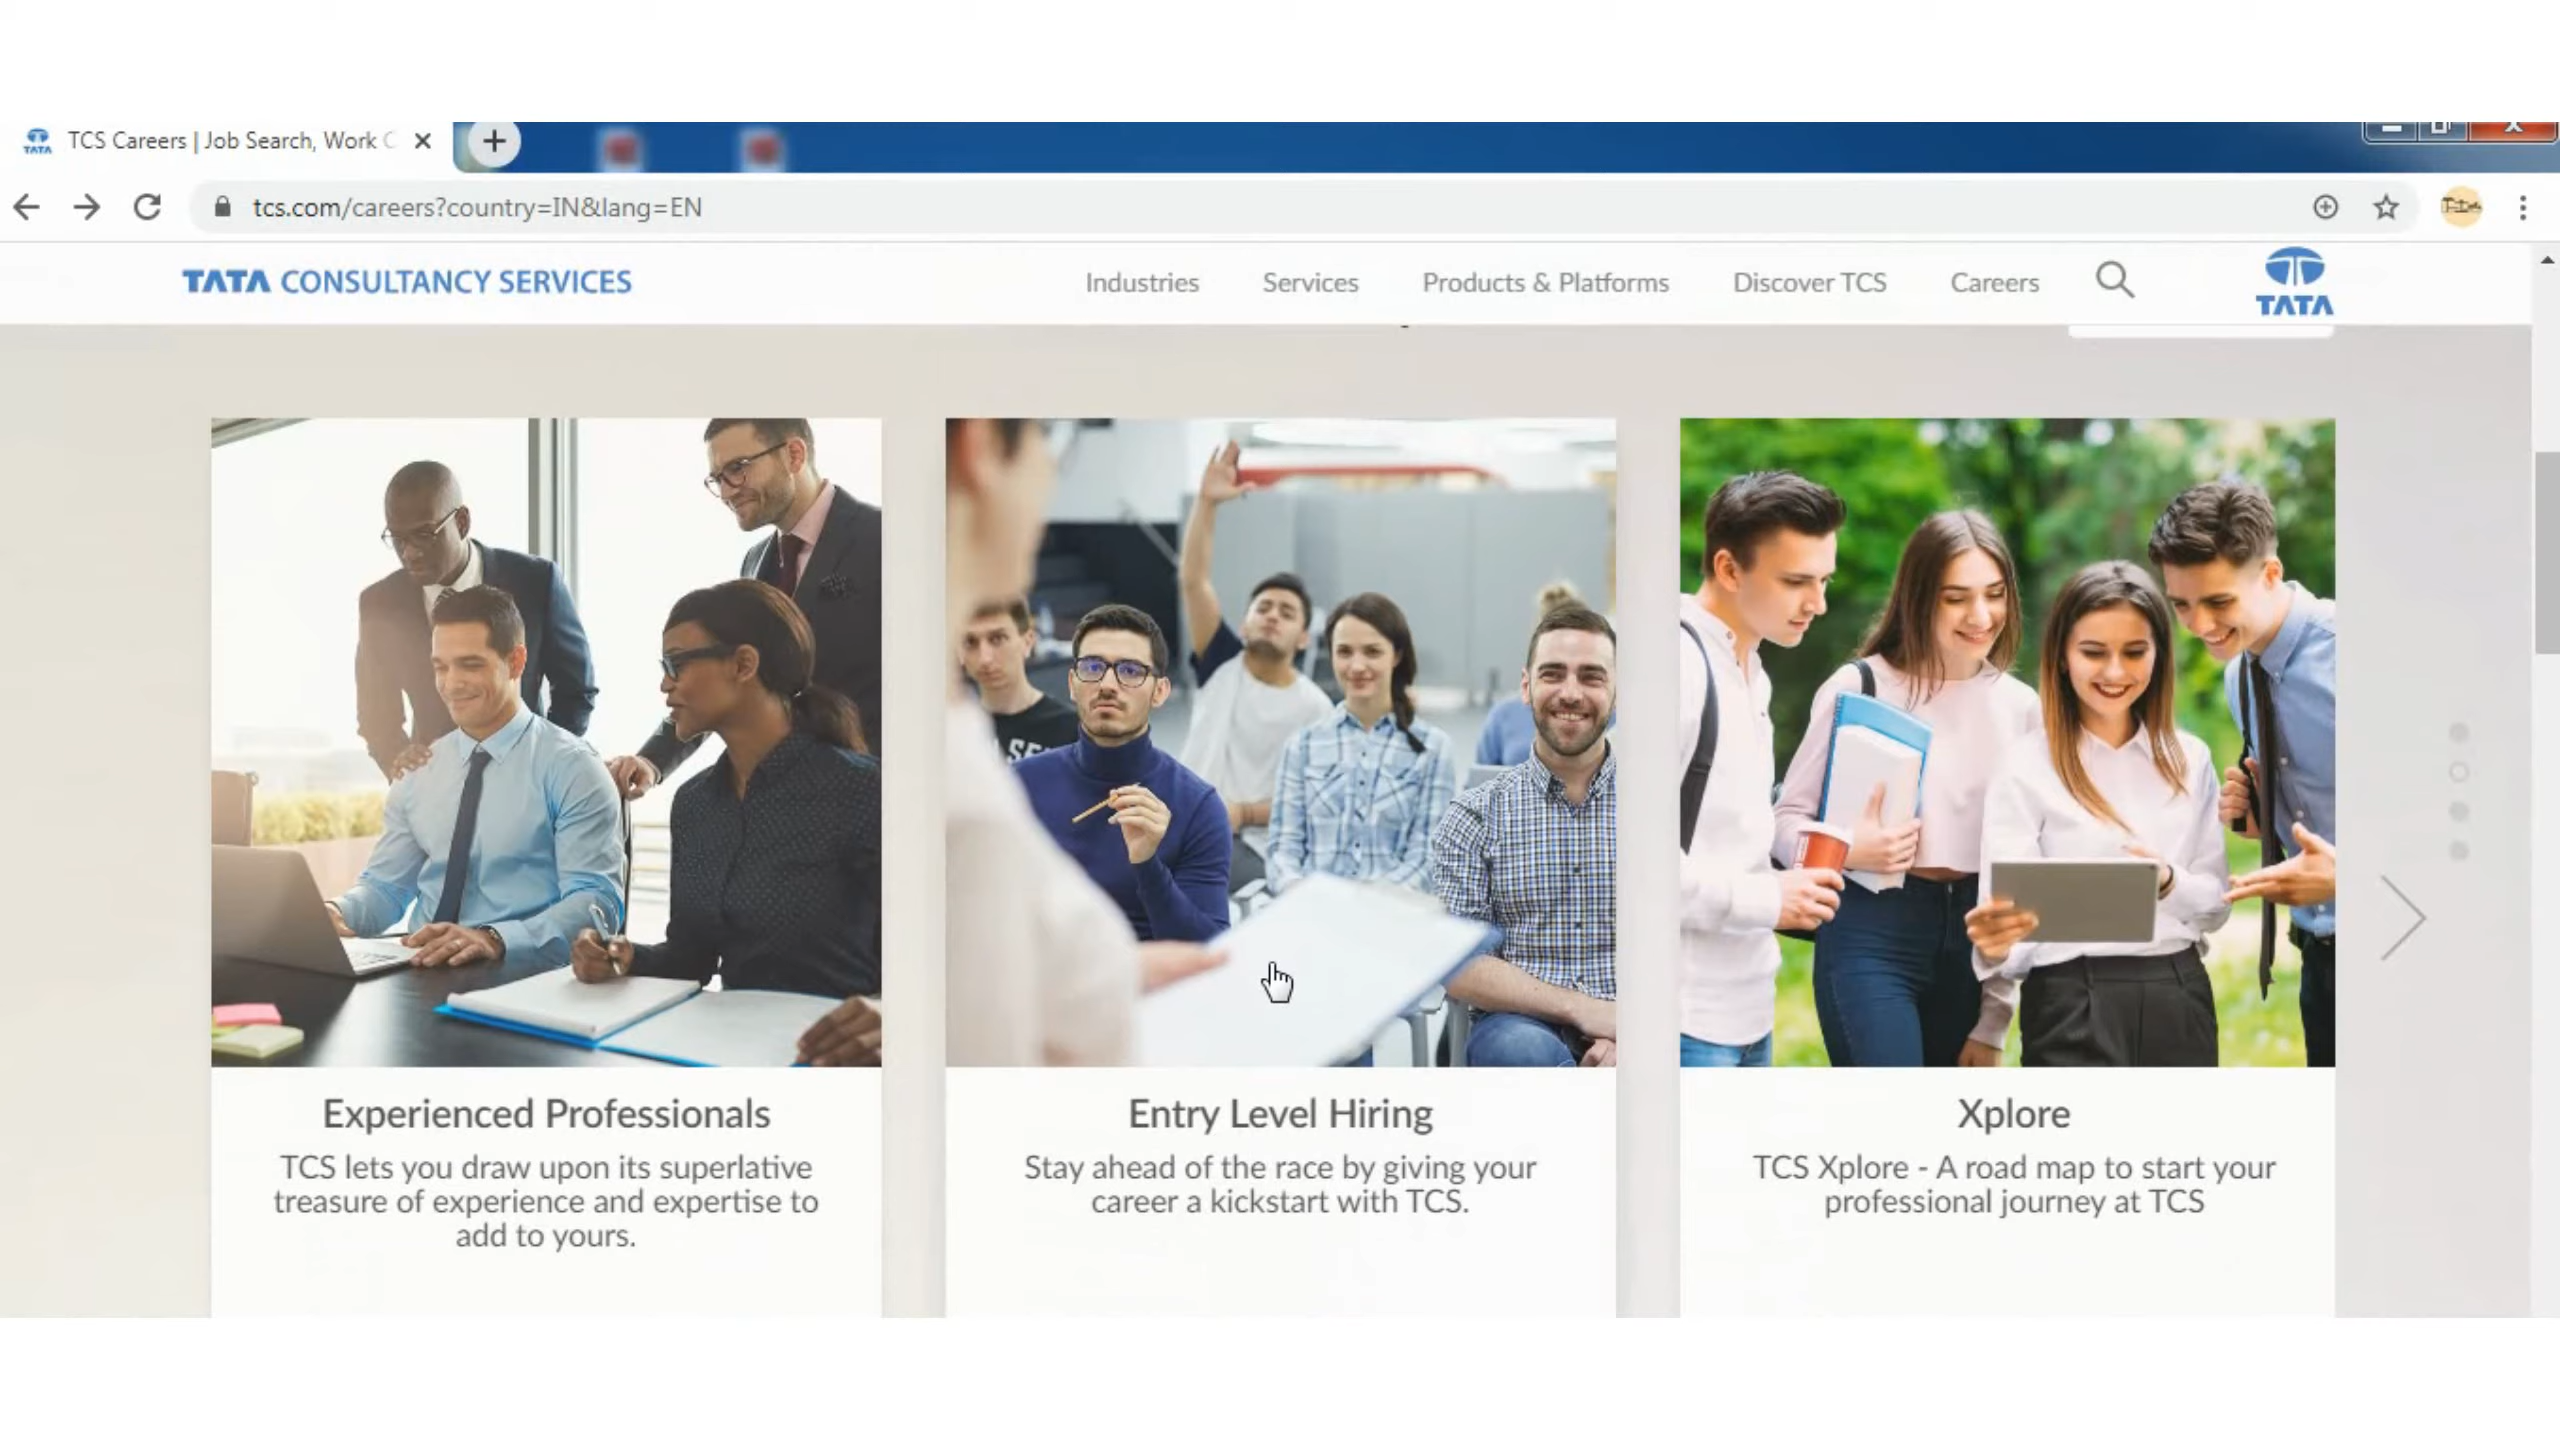 TATA TCS Careers | Job Search, Work C
tcs.com/careers?country=IN&lang=EN
TATA CONSULTANCY SERVICES
Industries
Services
Products & Platforms
Discover TCS
Careers
TATA
Experienced Professionals
TCS lets you draw upon its superlative
treasure of experience and expertise to
add to yours.
Entry Level Hiring
Stay ahead of the race by giving your
career a kickstart with TCS.
Xplore
TCS Xplore - A road map to start your
professional journey at TCS